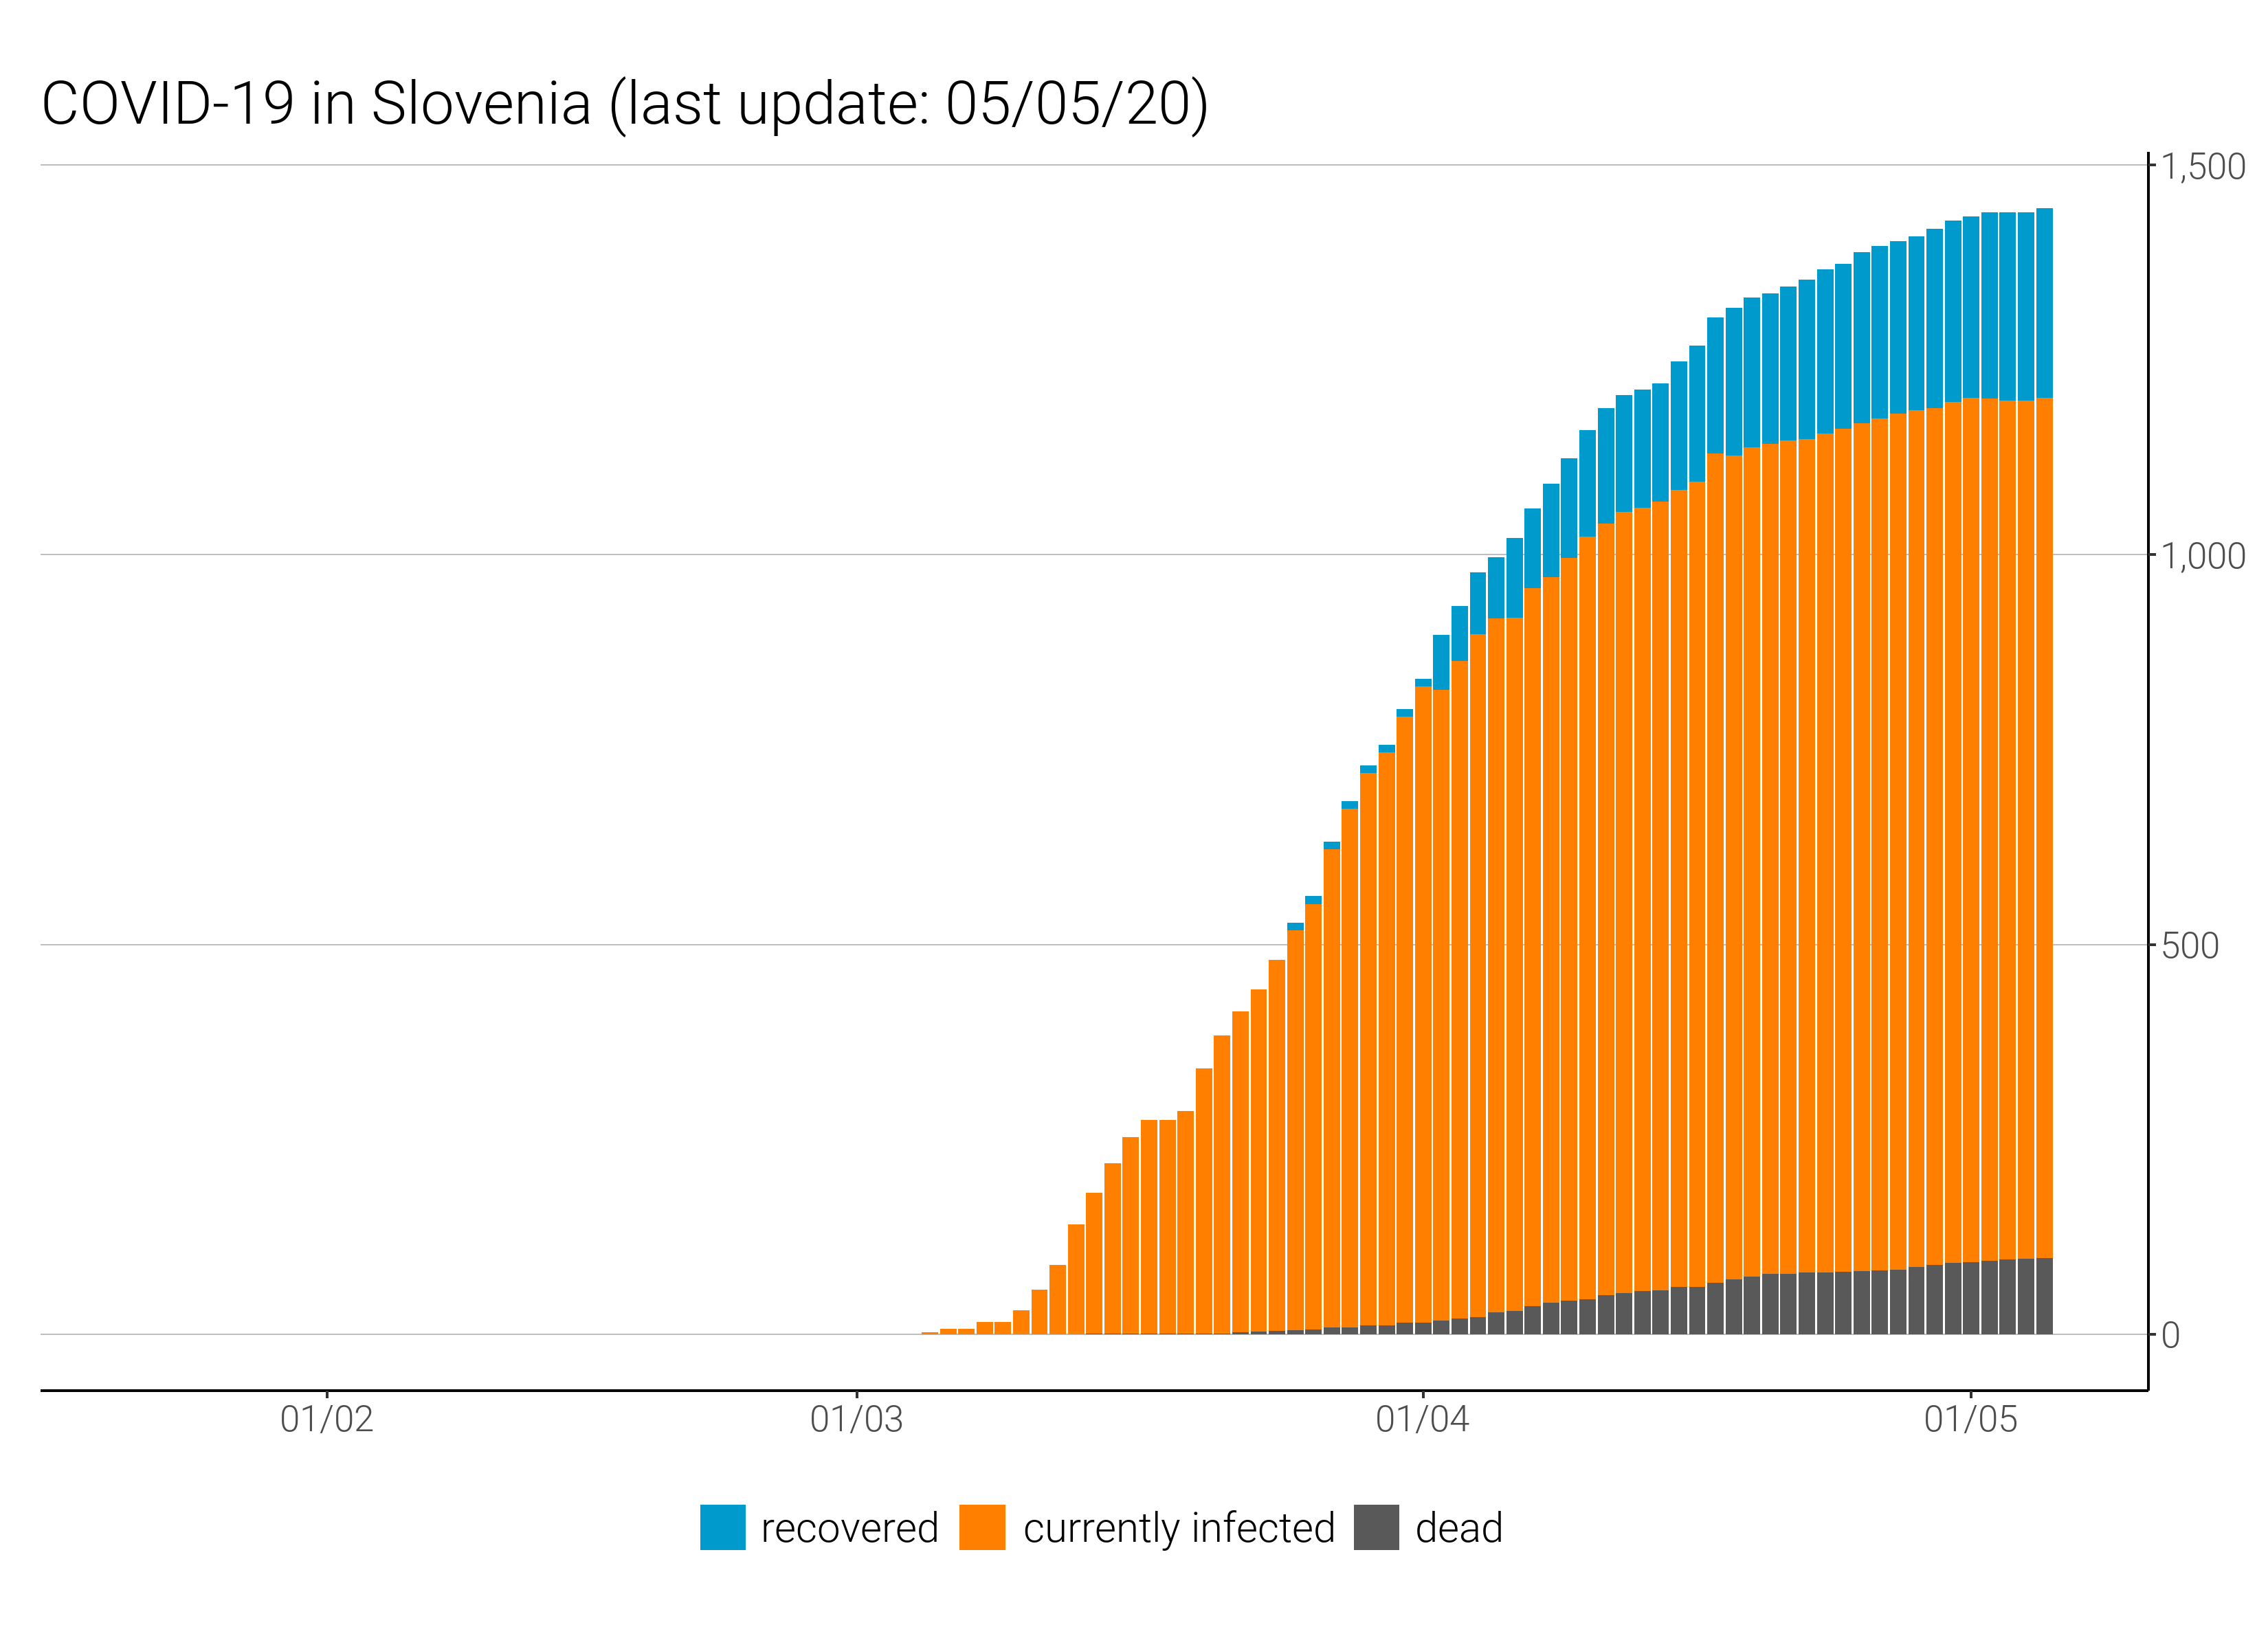 COVID-19 in Slovenia (last update: 05/05/20)
1,500
1,000
500
0
01/02 01/03 01/04 01/05
recovered currently infected dead